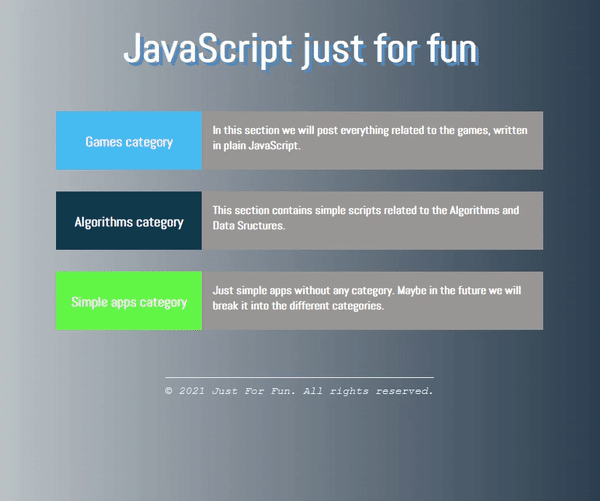 JavaScript just for fun
Games category
In this section we will post everything related to the games, written
in plain JavaScript.
Algorithms category
This section contains simple scripts related to the Algorithms and
Data Sructures.
Simple apps category
Just simple apps without any category. Maybe in the future we will
break it into the different categories.
© 2021 Just For Fun. All rights reserved.